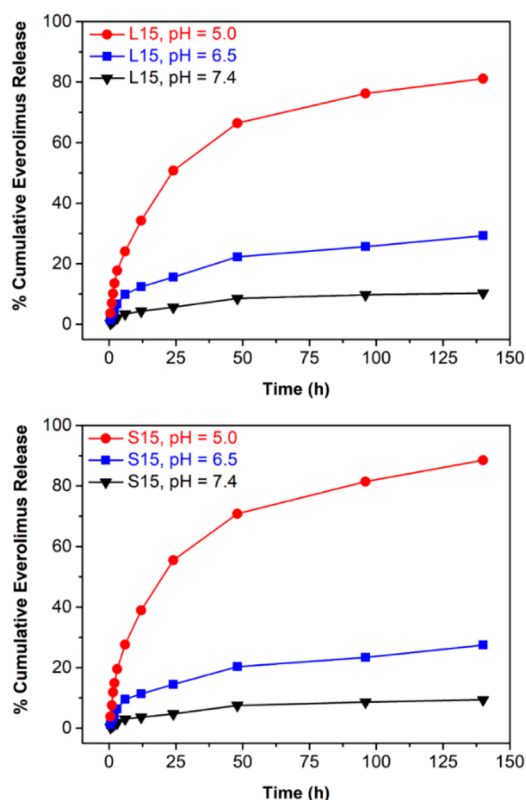 % Cumulative Everolimus Release
100
80
60
40
20
0
L15, pH = 5.0
L15, pH = 6.5
L15, pH = 7.4
0 25 50 75 100 125 150
Time (h)
% Cumulative Everolimus Release
100
80
60
40
20
0
S15, pH = 5.0
S15, pH = 6.5
S15, pH = 7.4
0 25 50 75 100 125 150
Time (h)